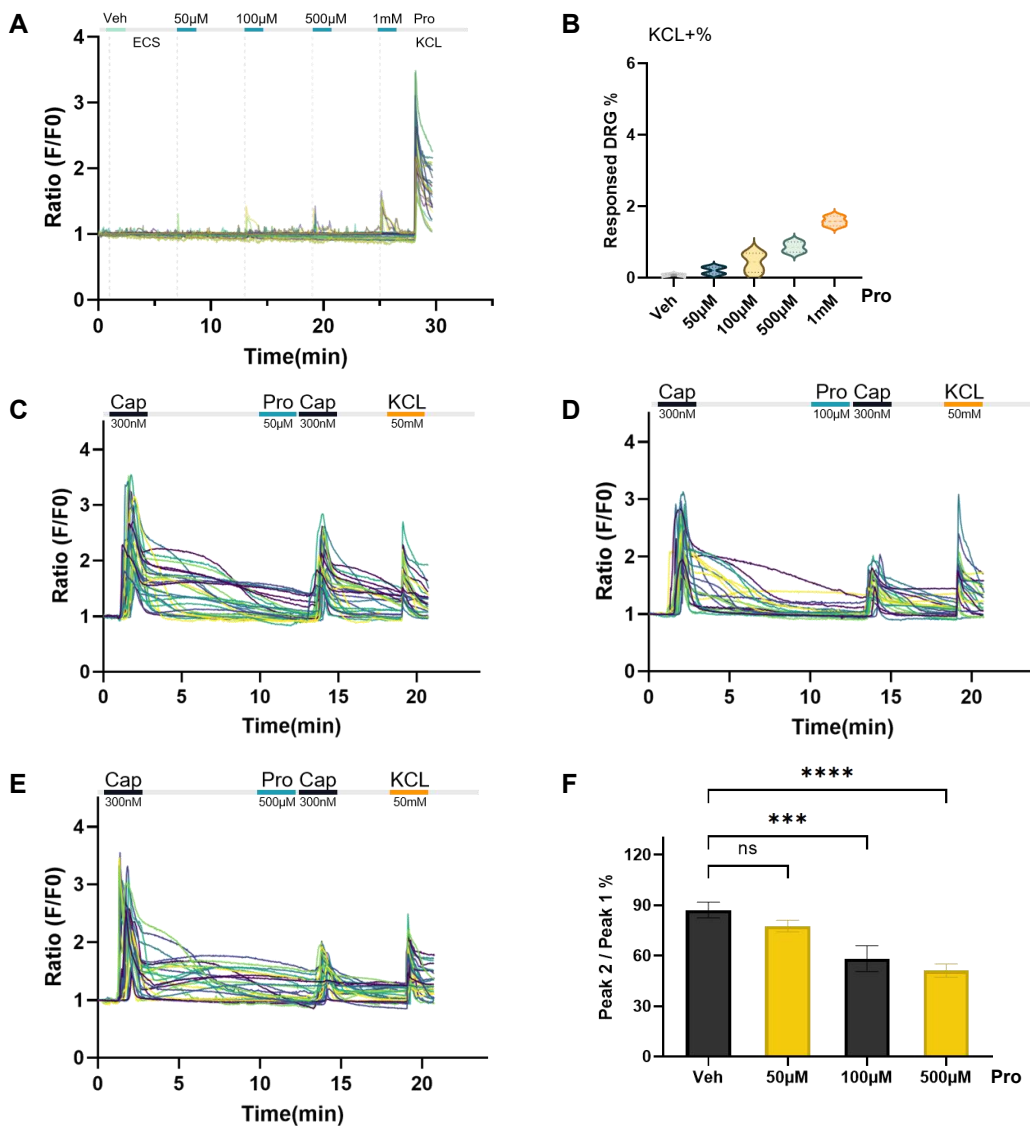 A
Veh 50μM 100μM 500μM 1mM Pro
ECS KCL
Ratio (F/F0)
4
3
2
1
0
0 10 20 30
Time(min)
B
KCL+%
Responsed DRG %
6
4
2
0
Veh 50μM 100μM 500μM 1mM Pro
C
Cap Pro Cap KCL
300nM 50μM 300nM 50mM
Ratio (F/F0)
4
3
2
1
0
0 5 10 15 20
Time(min)
D
Cap Pro Cap KCL
300nM 100μM 300nM 50mM
Ratio (F/F0)
4
3
2
1
0
0 5 10 15 20
Time(min)
E
Cap Pro Cap KCL
300nM 500μM 300nM 50mM
Ratio (F/F0)
4
3
2
1
0
0 5 10 15 20
Time(min)
F
****
***
ns
Peak 2 / Peak 1 %
120
90
60
30
0
Veh 50μM 100μM 500μM Pro